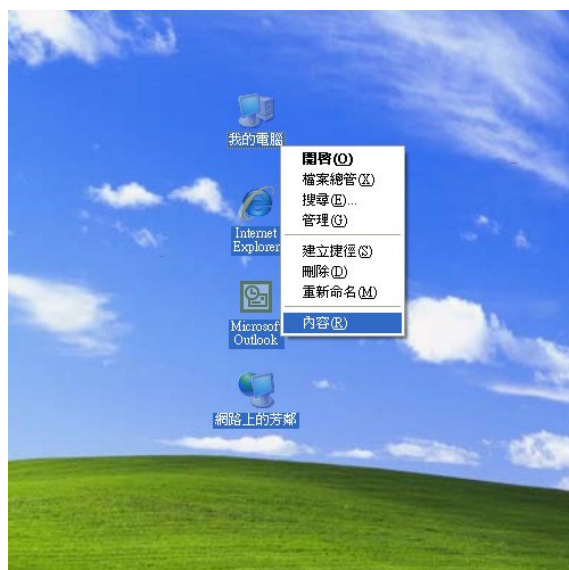 我的電腦
開啓(O)
檔案總管(X)
搜尋(E)...
管理(G)
建立捷徑(S)
刪除(D)
重新命名(M)
內容(R)
Internet
Explorer
Microsof
Outlook
網路上的芳鄰